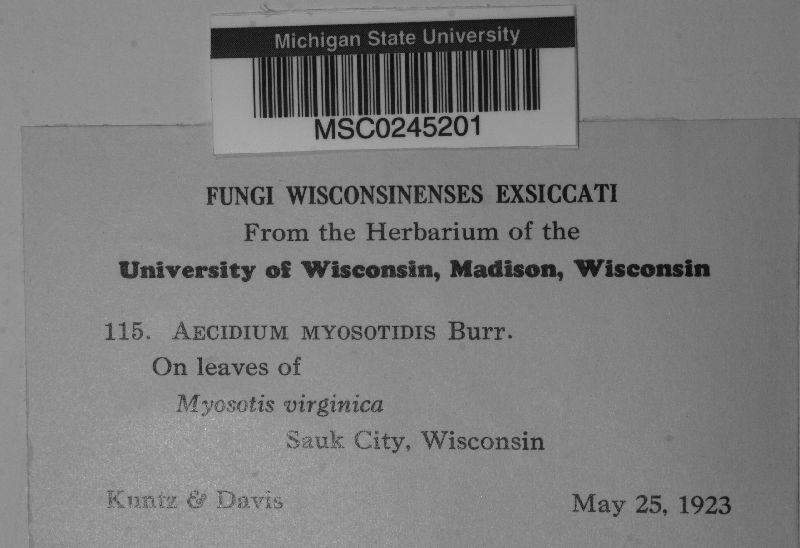 Michigan State University
MSC0245201
FUNGI WISCONSINENSES EXSICCATI
From the Herbarium of the
University of Wisconsin, Madison, Wisconsin
115. AECIDIUM MYOSOTIDIS Burr.
On leaves of
Myosotis virginica
Sauk City, Wisconsin
Kuntz & Davis May 25, 1923